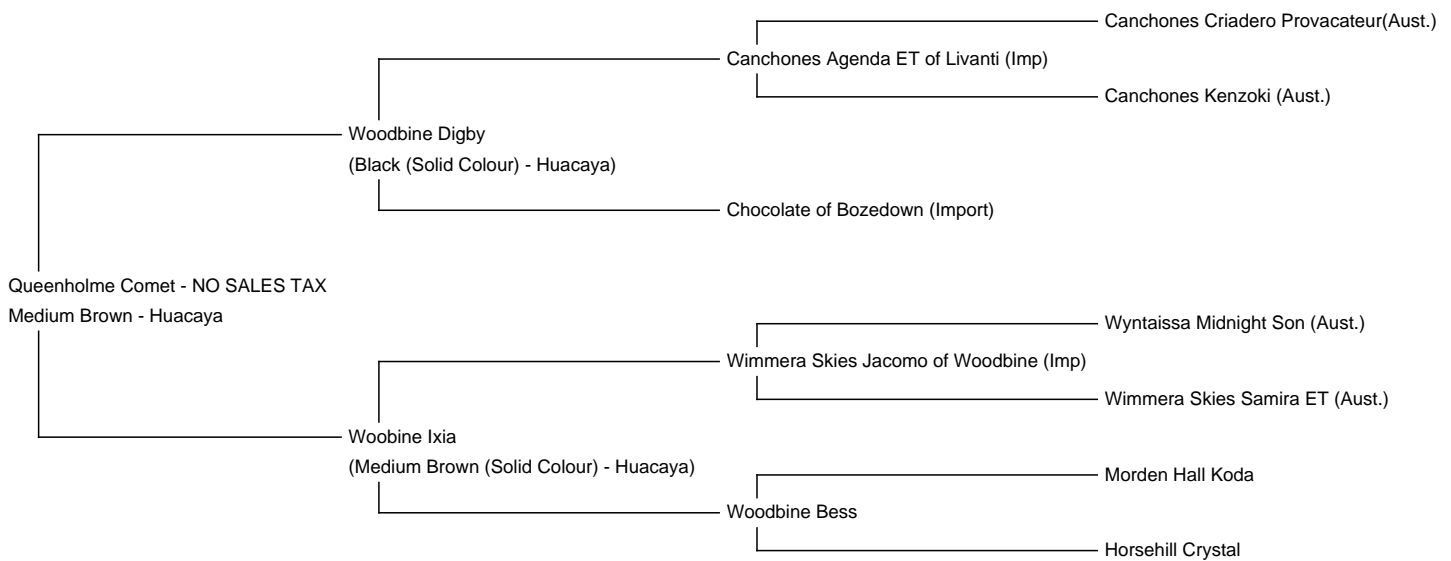 Canchones Criadero Provacateur(Aust.)
Canchones Agenda ET of Livanti (Imp)
Canchones Kenzoki (Aust.)
Woodbine Digby
(Black (Solid Colour) - Huacaya)
Chocolate of Bozedown (Import)
Queenholme Comet - NO SALES TAX
Medium Brown - Huacaya
Wyntaissa Midnight Son (Aust.)
Wimmera Skies Jacomo of Woodbine (Imp)
Wimmera Skies Samira ET (Aust.)
Woobine Ixia
(Medium Brown (Solid Colour) - Huacaya)
Morden Hall Koda
Woodbine Bess
Horsehill Crystal